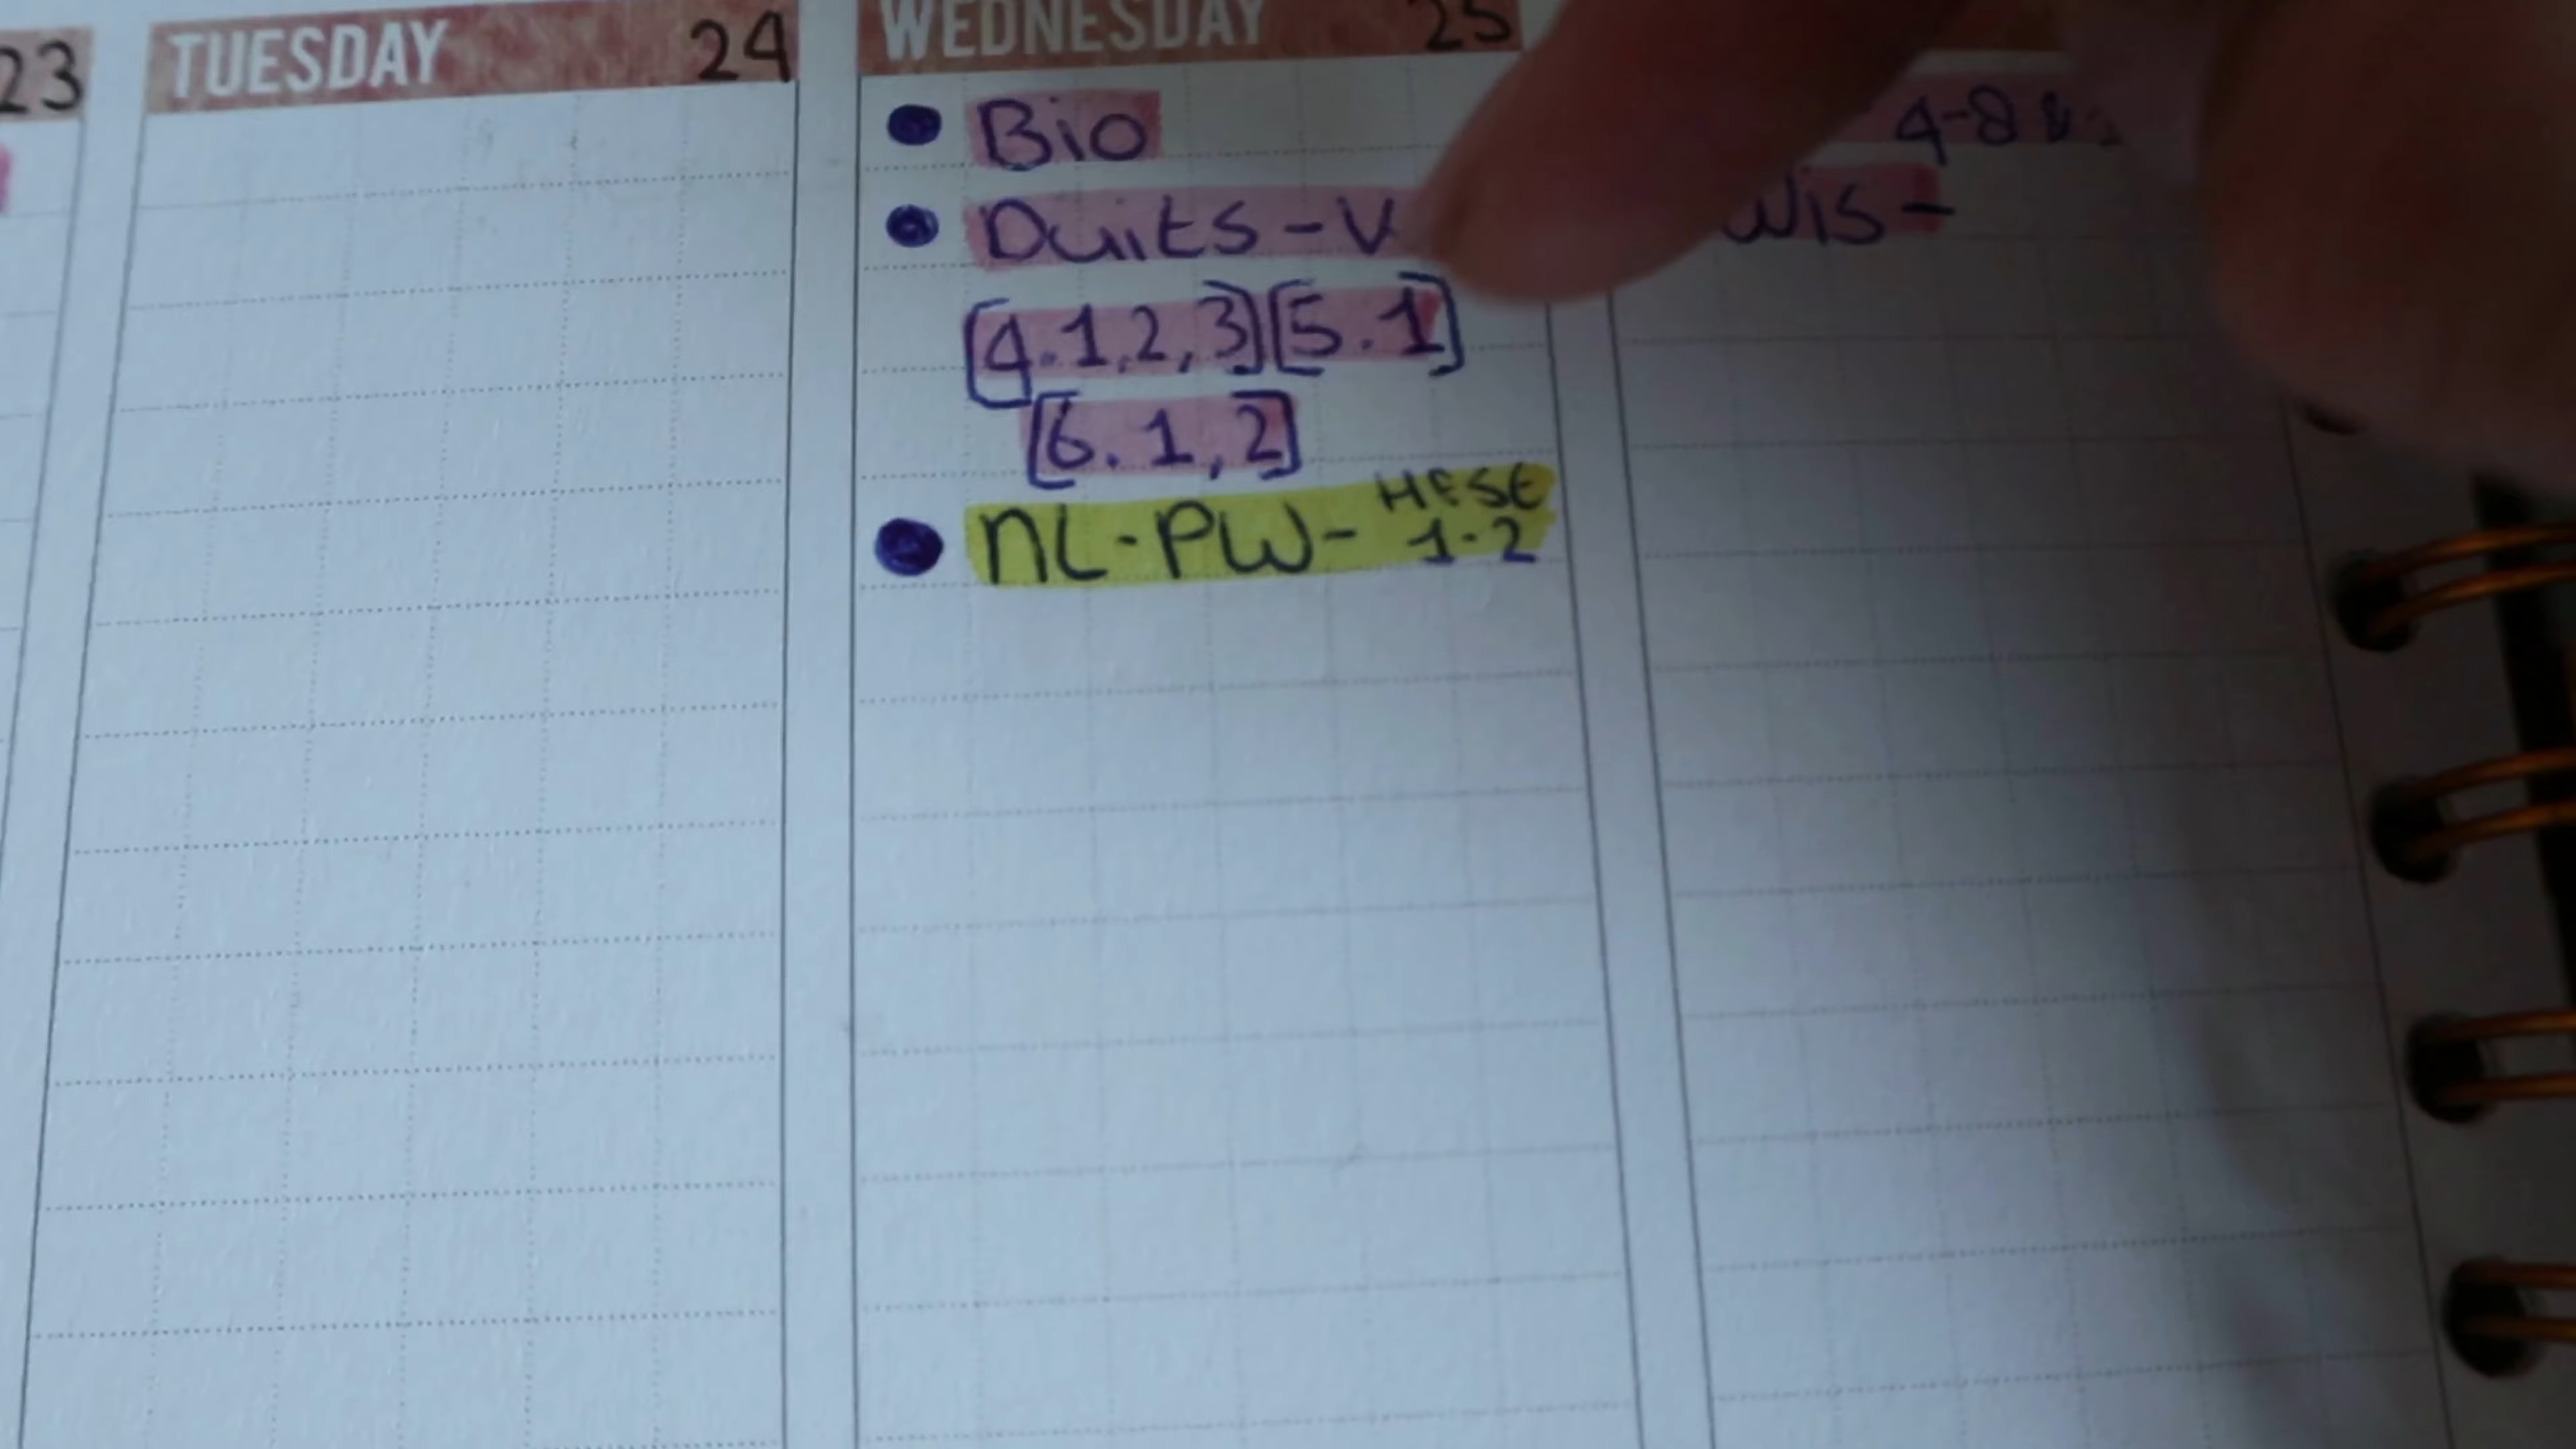 23
TUESDAY 24
WEDNESDAY 25
Bio
Duits - V
[4.1,2,3] [5.1]
[6.1,2]
NL - PW - HFSE
1-2
4-8
Wis -